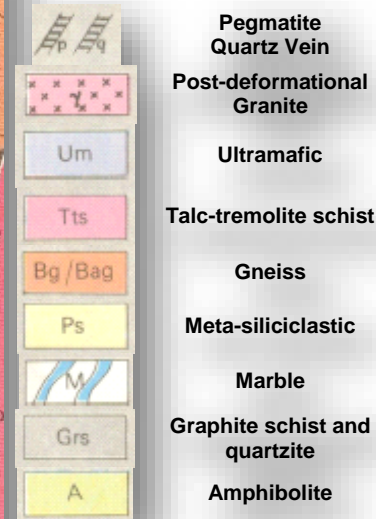 p q
Pegmatite
Quartz Vein
γ
Post-deformational
Granite
Um
Ultramafic
Tts
Talc-tremolite schist
Bg/Bag
Gneiss
Ps
Meta-siliciclastic
M
Marble
Grs
Graphite schist and
quartzite
A
Amphibolite